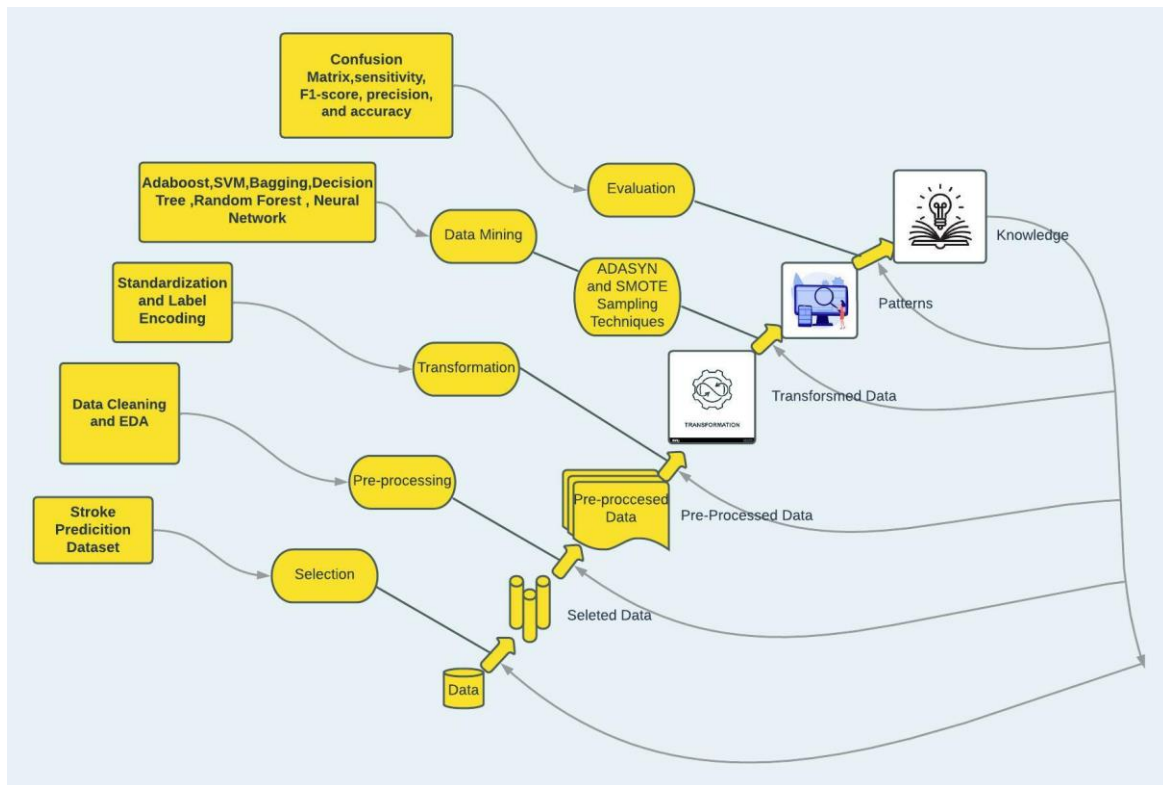 Confusion
Matrix,sensitivity,
F1-score, precision,
and accuracy
Adaboost,SVM,Bagging,Decision
Tree ,Random Forest , Neural
Network
Evaluation
Knowledge
Data Mining
Standardization
and Label
Encoding
ADASYN
and SMOTE
Sampling
Techniques
Patterns
Transformation
TRANSFORMATION
Transforsmed Data
Data Cleaning
and EDA
Pre-processing
Pre-proccesed
Data
Pre-Processed Data
Stroke
Predicition
Dataset
Selection
Seleted Data
Data